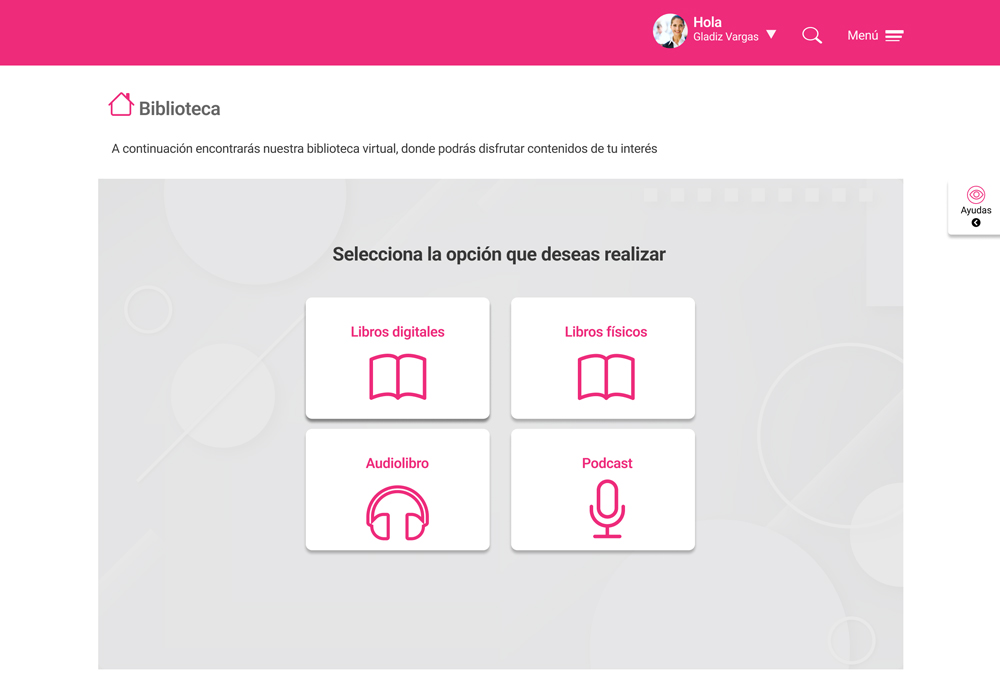 Hola
Gladiz Vargas
Menú
Biblioteca
A continuación encontrarás nuestra biblioteca virtual, donde podrás disfrutar contenidos de tu interés
Ayudas
Selecciona la opción que deseas realizar
Libros digitales
Libros físicos
Audiolibro
Podcast